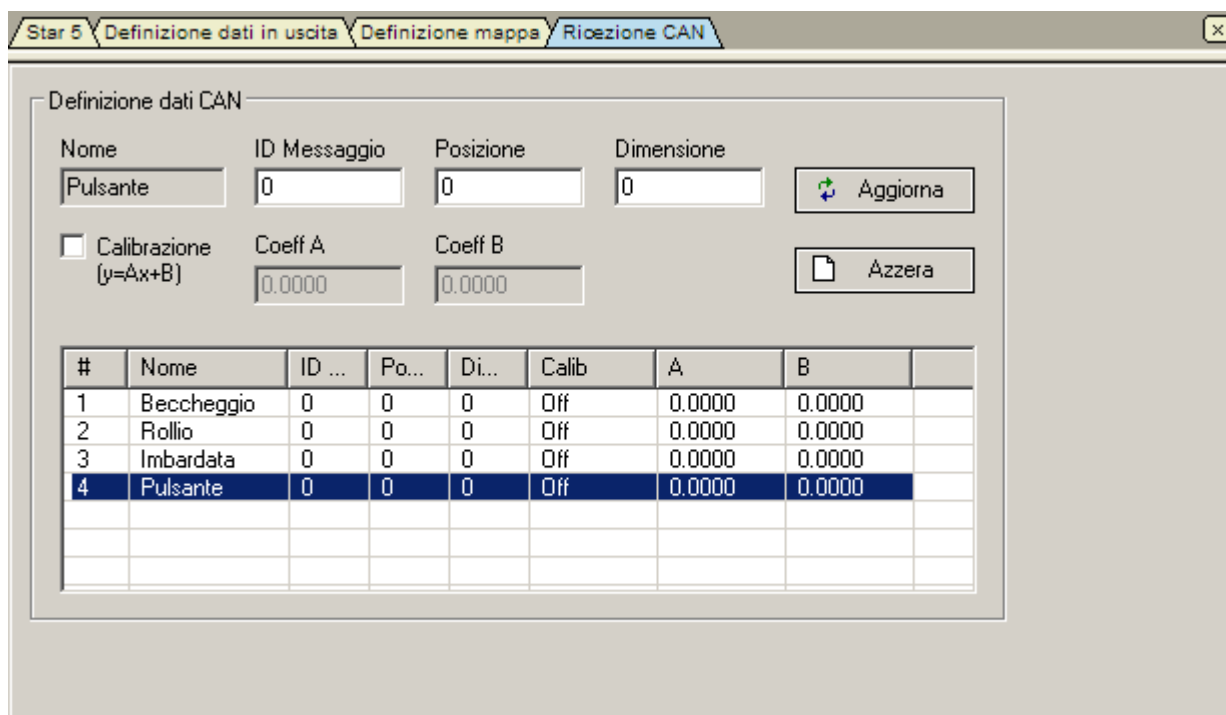 Star 5 Definizione dati in uscita Definizione mappa Ricezione CAN
Definizione dati CAN
Nome ID Messaggio Posizione Dimensione
Pulsante 0 0 0 Aggiorna
Calibrazione Coeff A Coeff B
(y=Ax+B) 0.0000 0.0000 Azzera
# Nome ID ... Po... Di... Calib A B
1 Beccheggio 0 0 0 Off 0.0000 0.0000
2 Rollio 0 0 0 Off 0.0000 0.0000
3 Imbardata 0 0 0 Off 0.0000 0.0000
4 Pulsante 0 0 0 Off 0.0000 0.0000